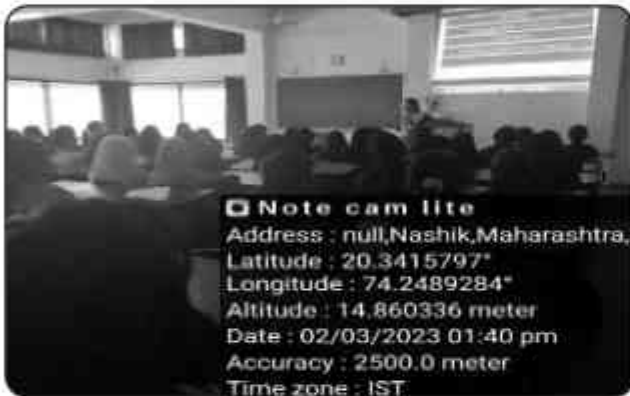 Note cam lite
Address : null,Nashik,Maharashtra,
Latitude : 20.3415797°
Longitude : 74.2489284°
Altitude : 14.860336 meter
Date : 02/03/2023 01:40 pm
Accuracy : 2500.0 meter
Time zone : IST